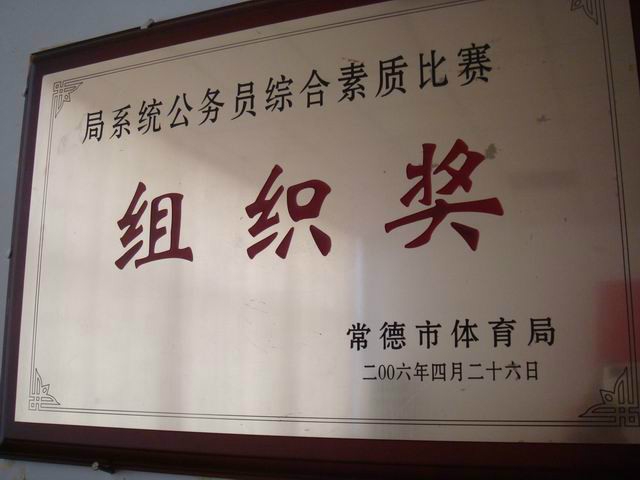 局系统公务员综合素质比赛
组织奖
常德市体育局
二00六年四月二十六日